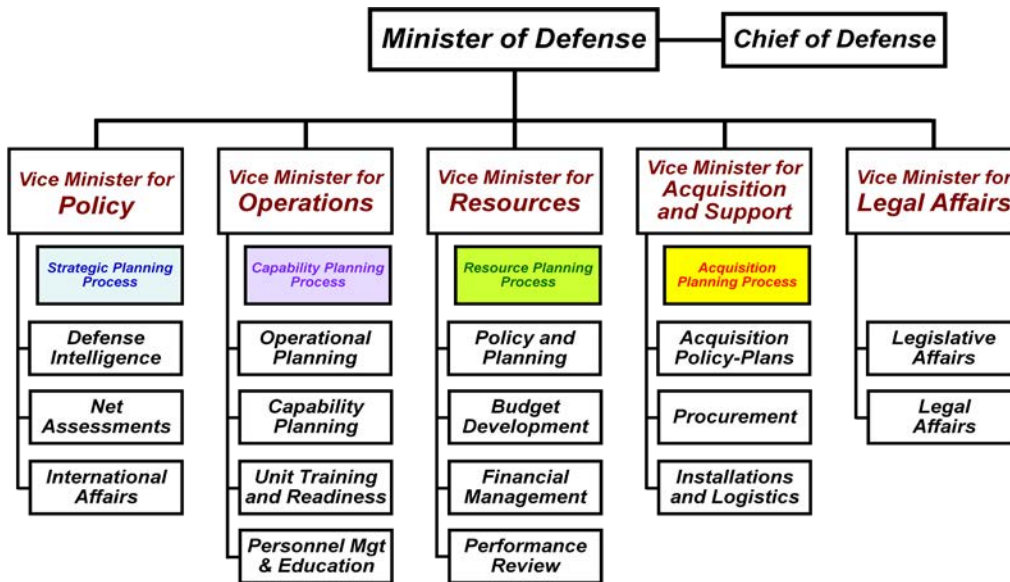 Minister of Defense
Chief of Defense
Vice Minister for
Policy
Strategic Planning
Process
Defense
Intelligence
Net
Assessments
International
Affairs
Vice Minister for
Operations
Capability Planning
Process
Operational
Planning
Capability
Planning
Unit Training
and Readiness
Personnel Mgt
& Education
Vice Minister for
Resources
Resource Planning
Process
Policy and
Planning
Budget
Development
Financial
Management
Performance
Review
Vice Minister for
Acquisition
and Support
Acquisition
Planning Process
Acquisition
Policy-Plans
Procurement
Installations
and Logistics
Vice Minister for
Legal Affairs
Legislative
Affairs
Legal
Affairs